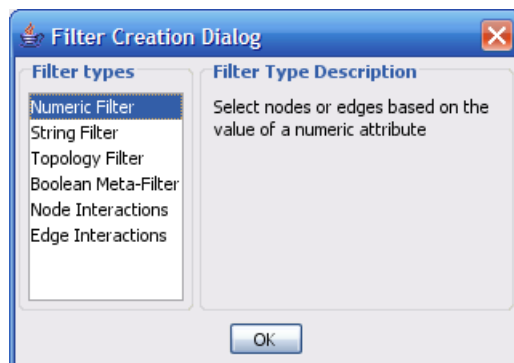 Filter Creation Dialog
Filter types
Numeric Filter
String Filter
Topology Filter
Boolean Meta-Filter
Node Interactions
Edge Interactions
Filter Type Description
Select nodes or edges based on the
value of a numeric attribute
OK